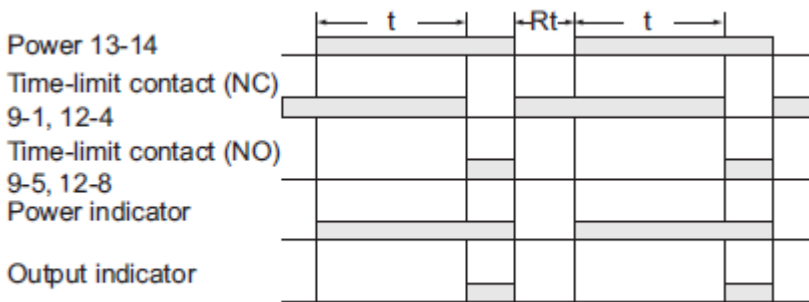 t Rt t
Power 13-14
Time-limit contact (NC)
9-1, 12-4
Time-limit contact (NO)
9-5, 12-8
Power indicator
Output indicator